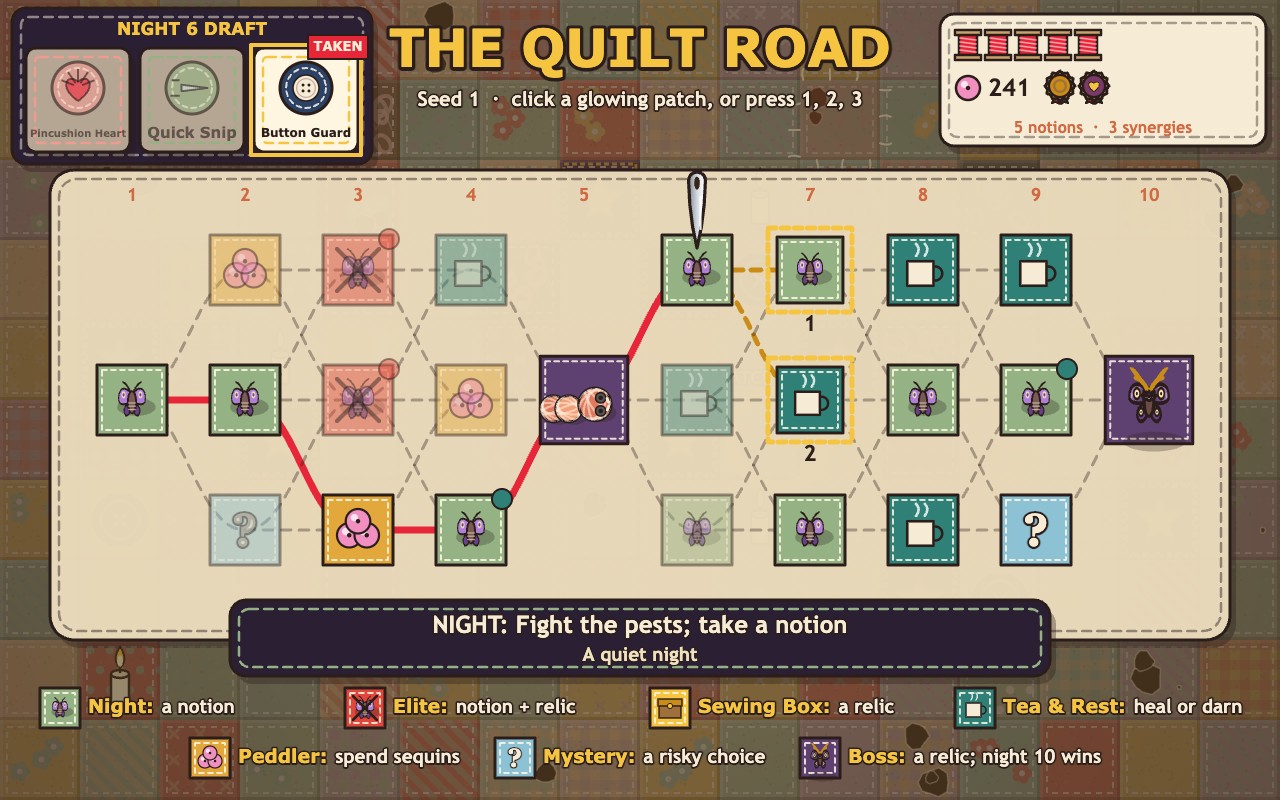 NIGHT 6 DRAFT
TAKEN
Pincushion Heart
Quick Snip
Button Guard
THE QUILT ROAD
Seed 1 · click a glowing patch, or press 1, 2, 3
241
5 notions · 3 synergies
1 2 3 4 5 7 8 9 10
1
2
?
?
NIGHT: Fight the pests; take a notion
A quiet night
Night: a notion
Elite: notion + relic
Sewing Box: a relic
Tea & Rest: heal or darn
Peddler: spend sequins
? Mystery: a risky choice
Boss: a relic; night 10 wins